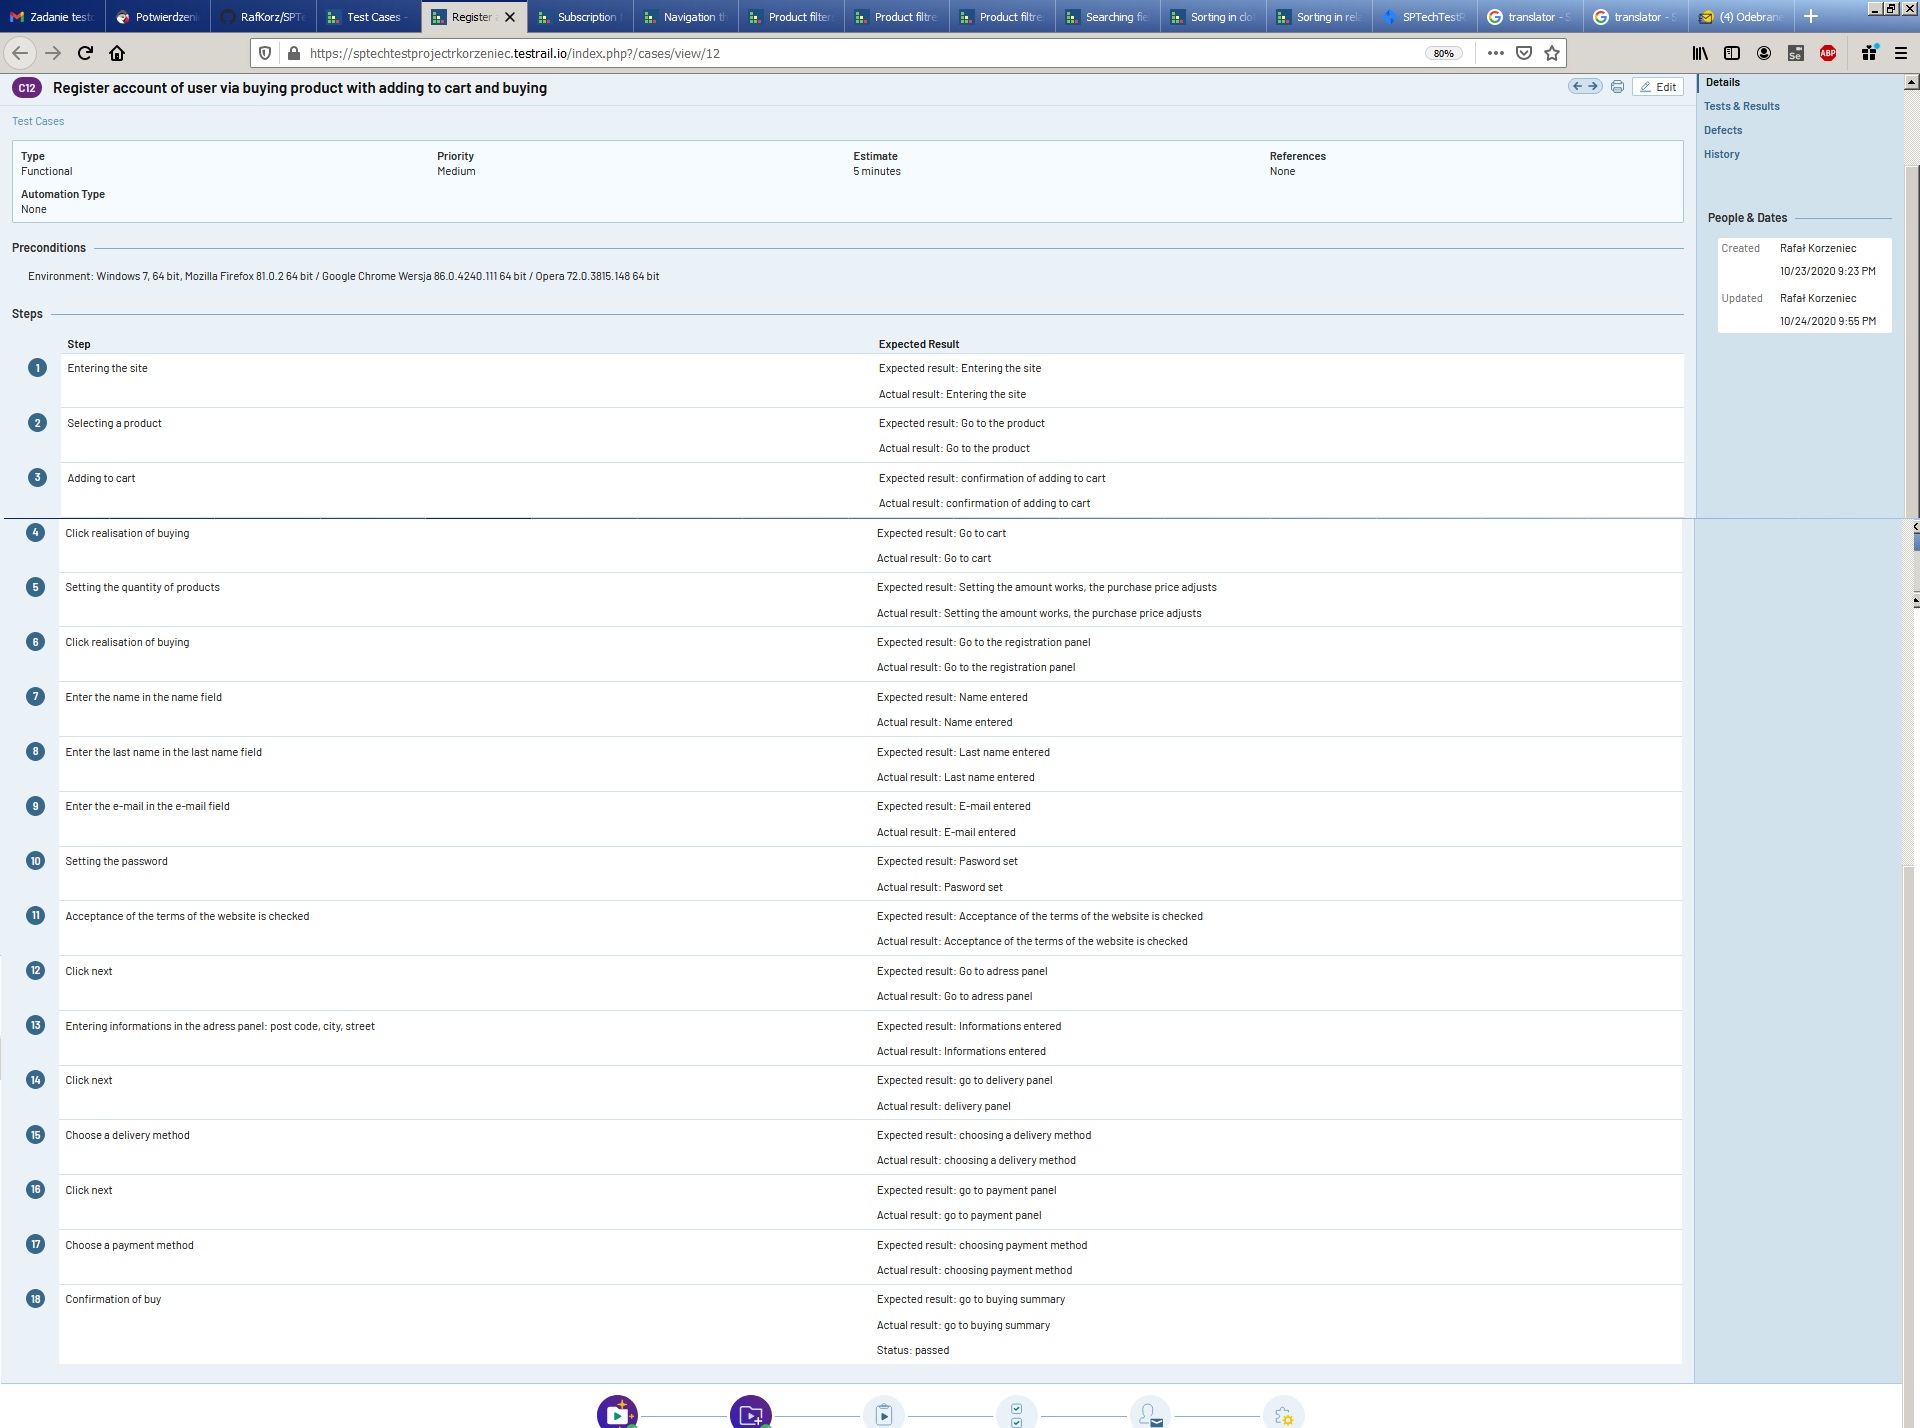 Zadanie test
Potwierdzeni
RafKorz/SPT
Test Cases -
Register
Subscription
Navigation t
Product filter
Product filtre
Product filtre
Searching fie
Sorting in clo
Sorting in rel
SPTechTestP
translator - S
translator - S
(4) Odebran
https://sptechtestprojectrkorzeniec.testrail.io/index.php?/cases/view/12
80%
Se
ABP
C12 Register account of user via buying product with adding to cart and buying
Edit
Details
Tests & Results
Defects
History
Test Cases
Type
Functional
Priority
Medium
Estimate
5 minutes
References
None
Automation Type
None
People & Dates
Created Rafał Korzeniec
10/23/2020 9:23 PM
Updated Rafał Korzeniec
10/24/2020 9:55 PM
Preconditions
Environment: Windows 7, 64 bit, Mozilla Firefox 81.0.2 64 bit / Google Chrome Wersja 86.0.4240.111 64 bit / Opera 72.0.3815.148 64 bit
Steps
Step Expected Result
1 Entering the site Expected result: Entering the site
Actual result: Entering the site
2 Selecting a product Expected result: Go to the product
Actual result: Go to the product
3 Adding to cart Expected result: confirmation of adding to cart
Actual result: confirmation of adding to cart
4 Click realisation of buying Expected result: Go to cart
Actual result: Go to cart
5 Setting the quantity of products Expected result: Setting the amount works, the purchase price adjusts
Actual result: Setting the amount works, the purchase price adjusts
6 Click realisation of buying Expected result: Go to the registration panel
Actual result: Go to the registration panel
7 Enter the name in the name field Expected result: Name entered
Actual result: Name entered
8 Enter the last name in the last name field Expected result: Last name entered
Actual result: Last name entered
9 Enter the e-mail in the e-mail field Expected result: E-mail entered
Actual result: E-mail entered
10 Setting the password Expected result: Pasword set
Actual result: Pasword set
11 Acceptance of the terms of the website is checked Expected result: Acceptance of the terms of the website is checked
Actual result: Acceptance of the terms of the website is checked
12 Click next Expected result: Go to adress panel
Actual result: Go to adress panel
13 Entering informations in the adress panel: post code, city, street Expected result: Informations entered
Actual result: Informations entered
14 Click next Expected result: go to delivery panel
Actual result: delivery panel
15 Choose a delivery method Expected result: choosing a delivery method
Actual result: choosing a delivery method
16 Click next Expected result: go to payment panel
Actual result: go to payment panel
17 Choose a payment method Expected result: choosing payment method
Actual result: choosing payment method
18 Confirmation of buy Expected result: go to buying summary
Actual result: go to buying summary
Status: passed